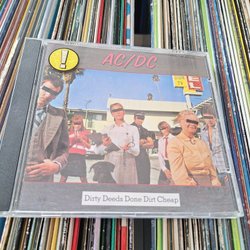 !
AC/DC
Dirty Deeds Done Dirt Cheap